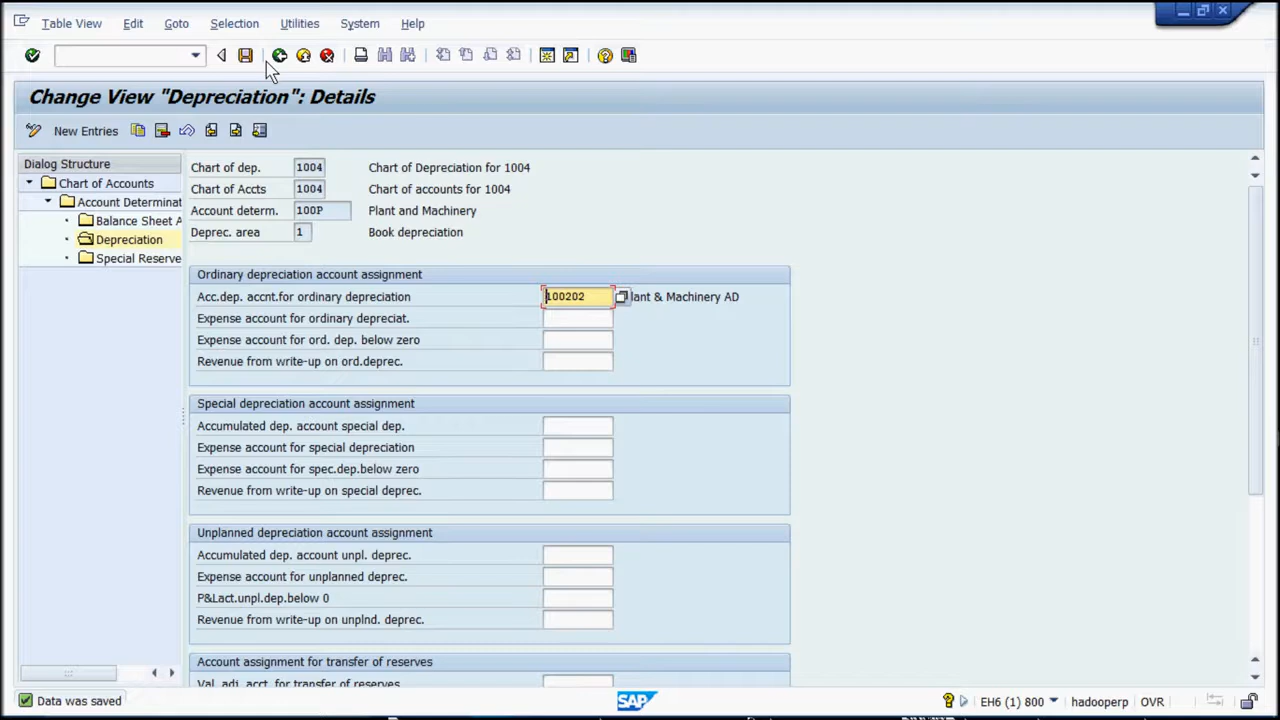 Table View Edit Goto Selection Utilities System Help
Change View "Depreciation": Details
New Entries
Dialog Structure
Chart of Accounts
Account Determinat
Balance Sheet A
Depreciation
Special Reserve
Chart of dep. 1004 Chart of Depreciation for 1004
Chart of Accts 1004 Chart of accounts for 1004
Account determ. 100P Plant and Machinery
Deprec. area 1 Book depreciation
Ordinary depreciation account assignment
Acc.dep. accnt.for ordinary depreciation 100202 lant & Machinery AD
Expense account for ordinary depreciat.
Expense account for ord. dep. below zero
Revenue from write-up on ord.deprec.
Special depreciation account assignment
Accumulated dep. account special dep.
Expense account for special depreciation
Expense account for spec.dep.below zero
Revenue from write-up on special deprec.
Unplanned depreciation account assignment
Accumulated dep. account unpl. deprec.
Expense account for unplanned deprec.
P&Lact.unpl.dep.below 0
Revenue from write-up on unplnd. deprec.
Account assignment for transfer of reserves
Val. adj. acct. for transfer of reserves
Data was saved
SAP
EH6 (1) 800 hadooperp OVR